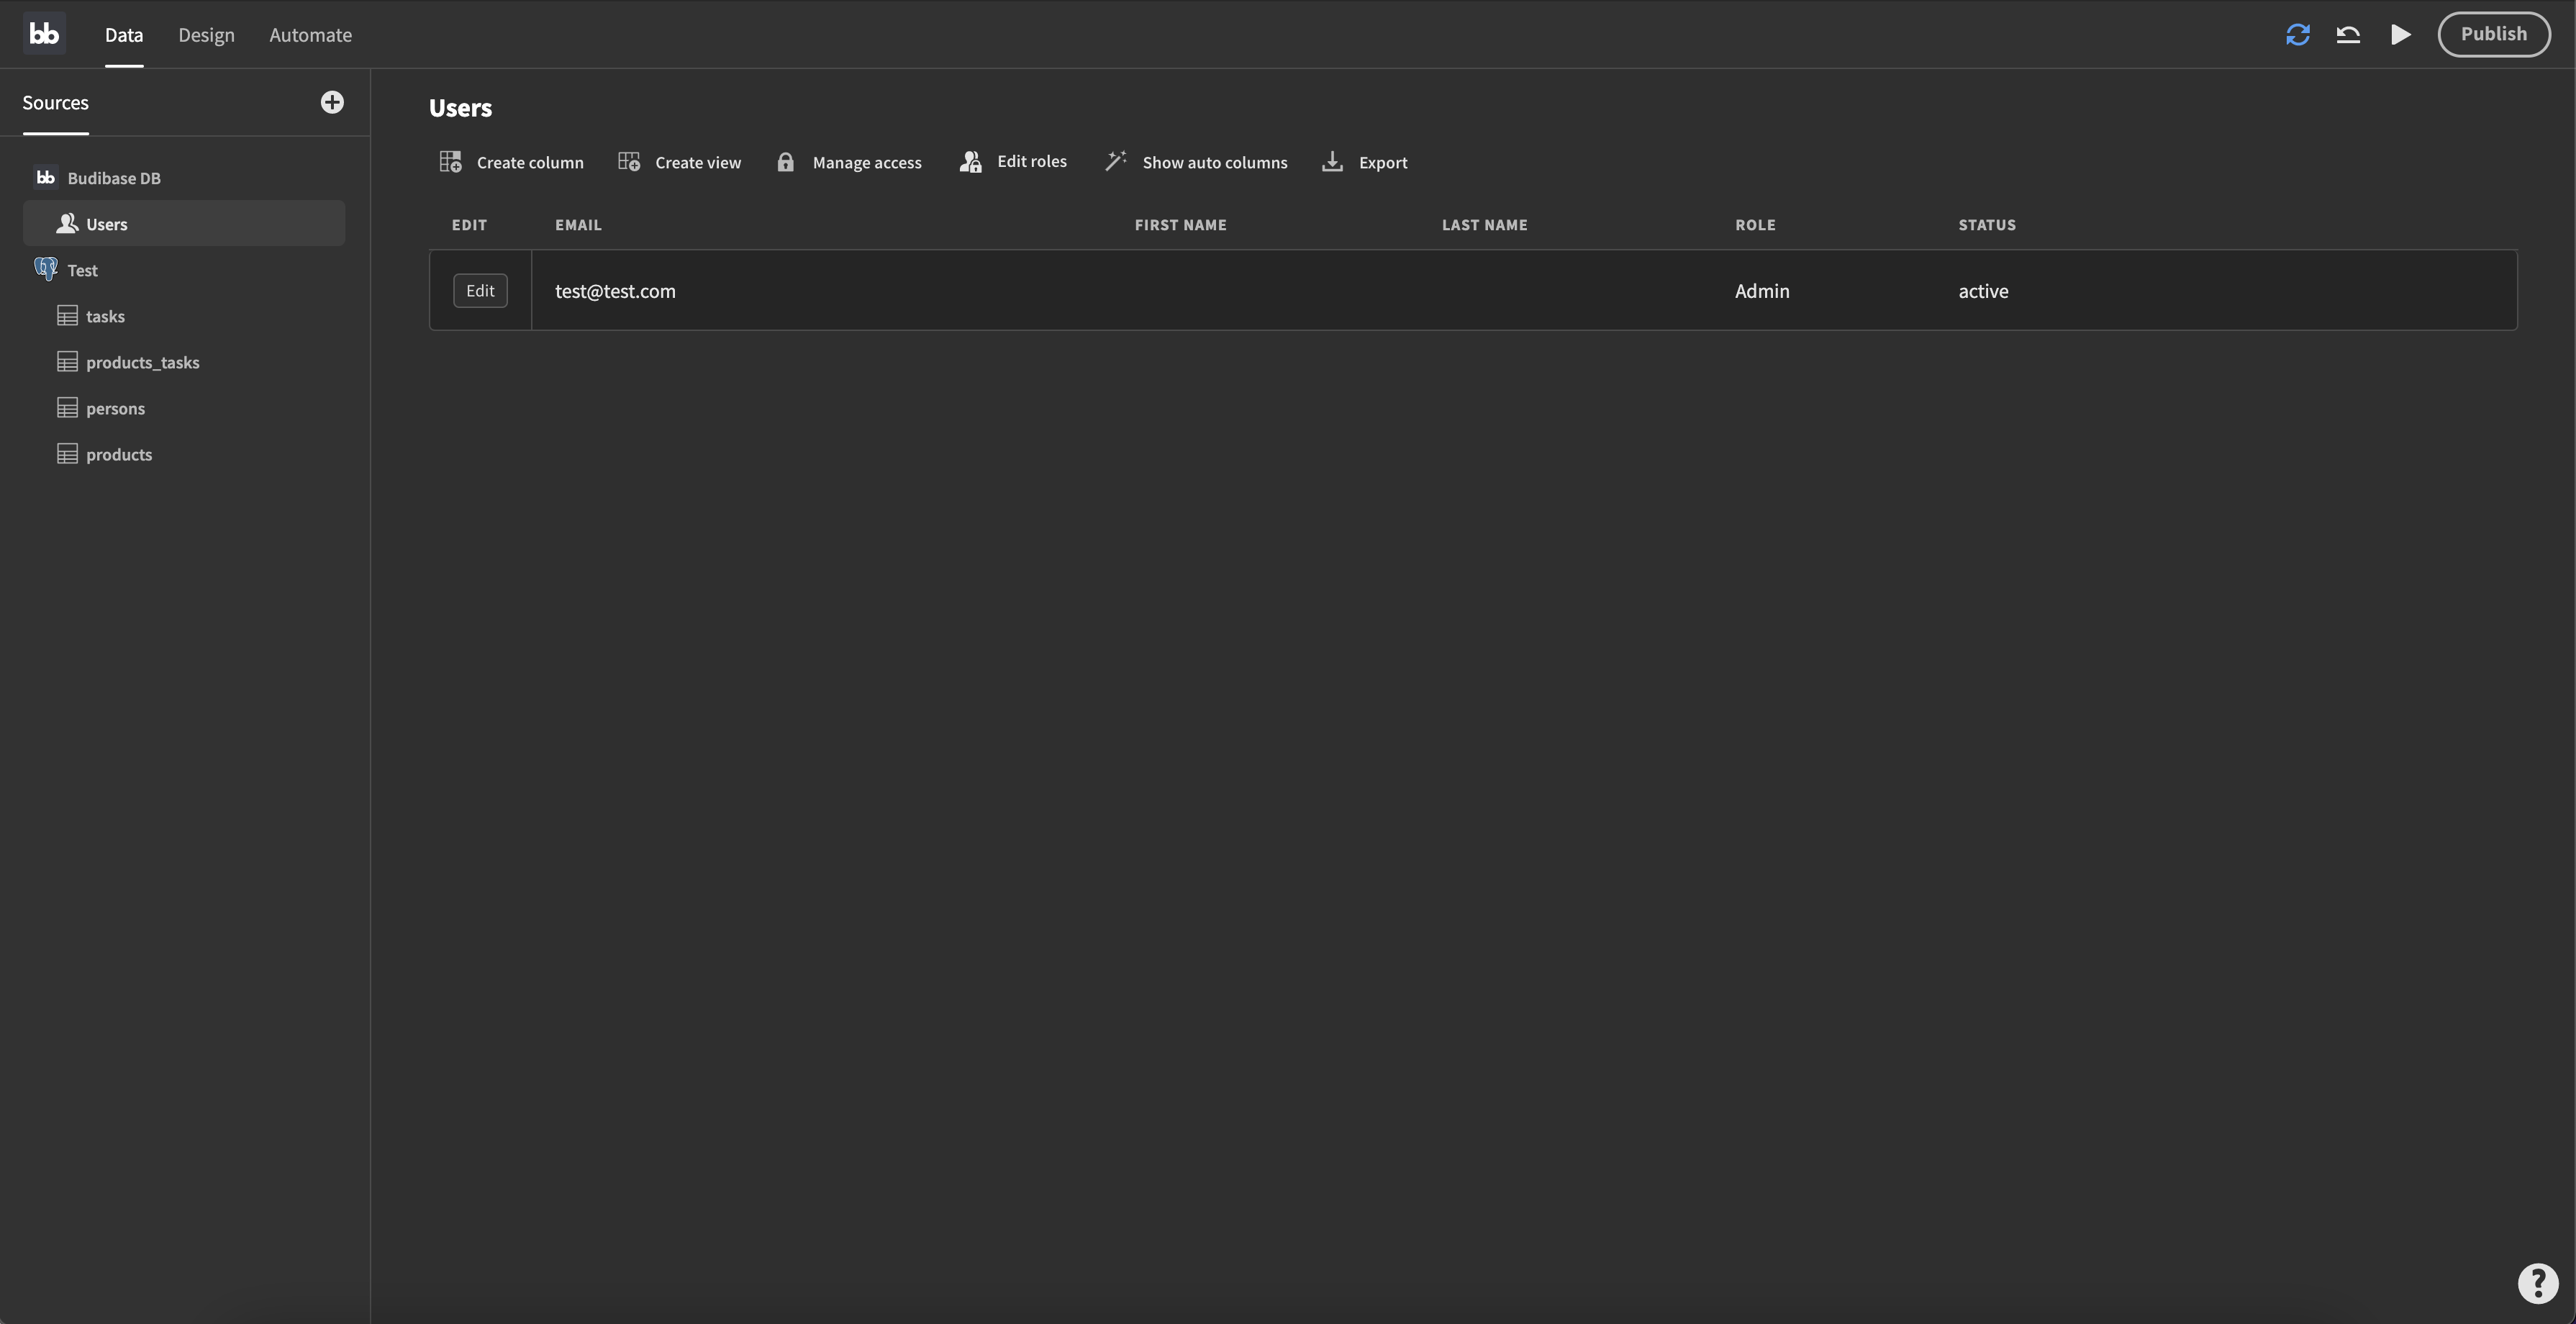 bb Data Design Automate Publish
Sources
bb Budibase DB
Users
Test
tasks
products_tasks
persons
products
Users
Create column Create view Manage access Edit roles Show auto columns Export
EDIT EMAIL FIRST NAME LAST NAME ROLE STATUS
Edit test@test.com Admin active
?